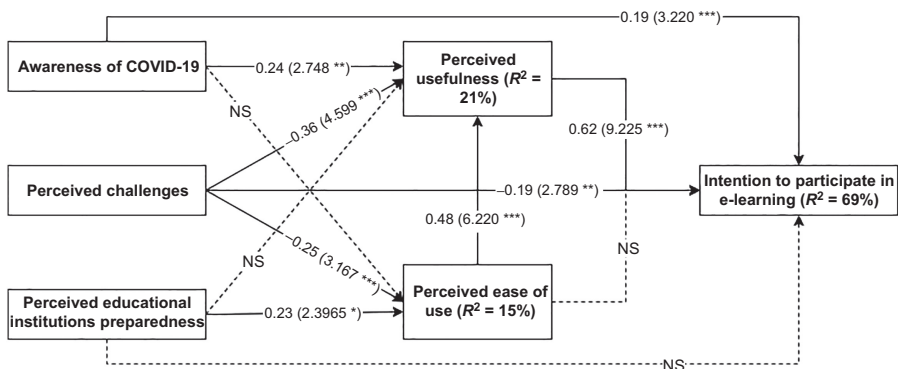 0.19 (3.220 ***)
Awareness of COVID-19
0.24 (2.748 **)
Perceived
usefulness (R² =
21%)
NS
–0.36 (4.599 ***)
0.62 (9.225 ***)
Perceived challenges
–0.19 (2.789 **)
Intention to participate in
e-learning (R² = 69%)
0.48 (6.220 ***)
NS
–0.25 (3.167 ***)
NS
Perceived educational
institutions preparedness
0.23 (2.3965 *)
Perceived ease of
use (R² = 15%)
NS